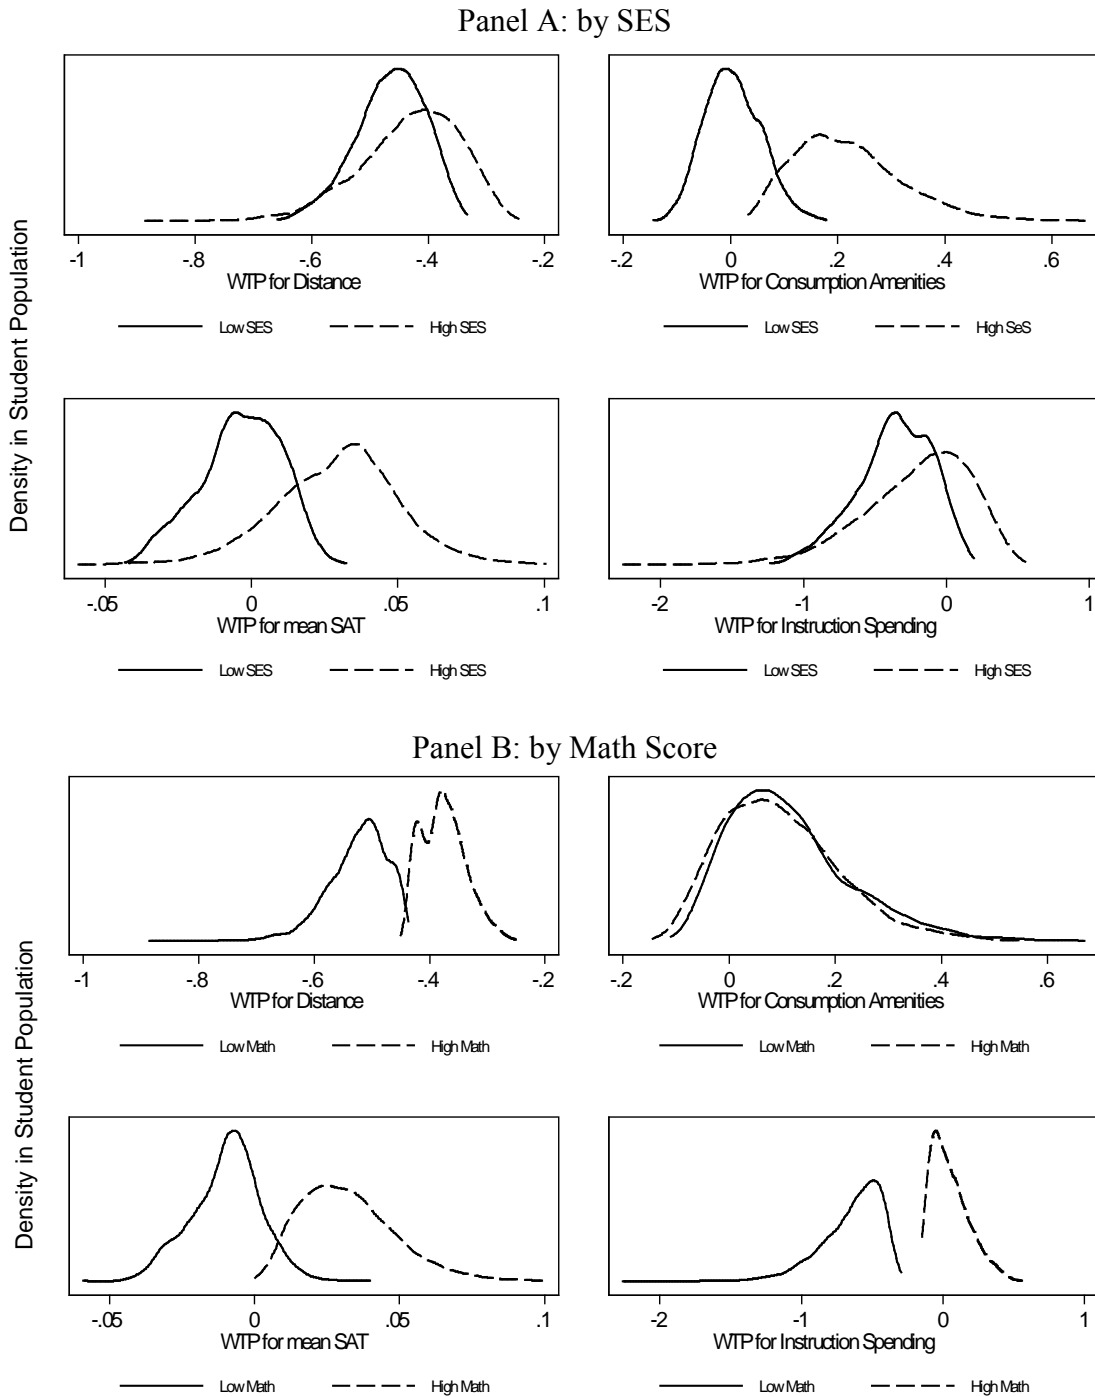 Panel A: by SES
Density in Student Population
-1 -.8 -.6 -.4 -.2
WTP for Distance
Low SES High SES
-.2 0 .2 .4 .6
WTP for Consumption Amenities
Low SES High SeS
-.05 0 .05 .1
WTP for mean SAT
Low SES High SES
-2 -1 0 1
WTP for Instruction Spending
Low SES High SES
Panel B: by Math Score
Density in Student Population
-1 -.8 -.6 -.4 -.2
WTP for Distance
Low Math High Math
-.2 0 .2 .4 .6
WTP for Consumption Amenities
Low Math High Math
-.05 0 .05 .1
WTP for mean SAT
Low Math High Math
-2 -1 0 1
WTP for Instruction Spending
Low Math High Math